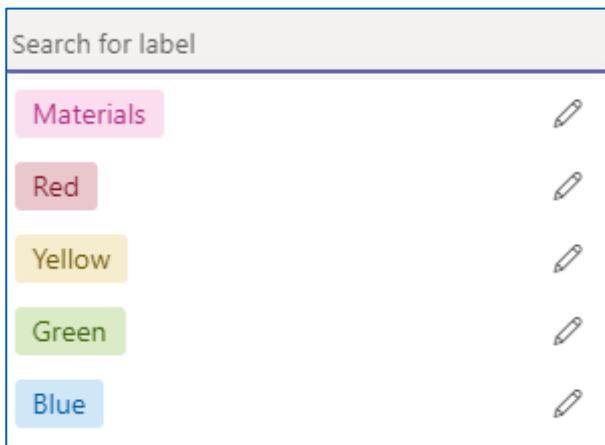 Search for label
Materials
Red
Yellow
Green
Blue